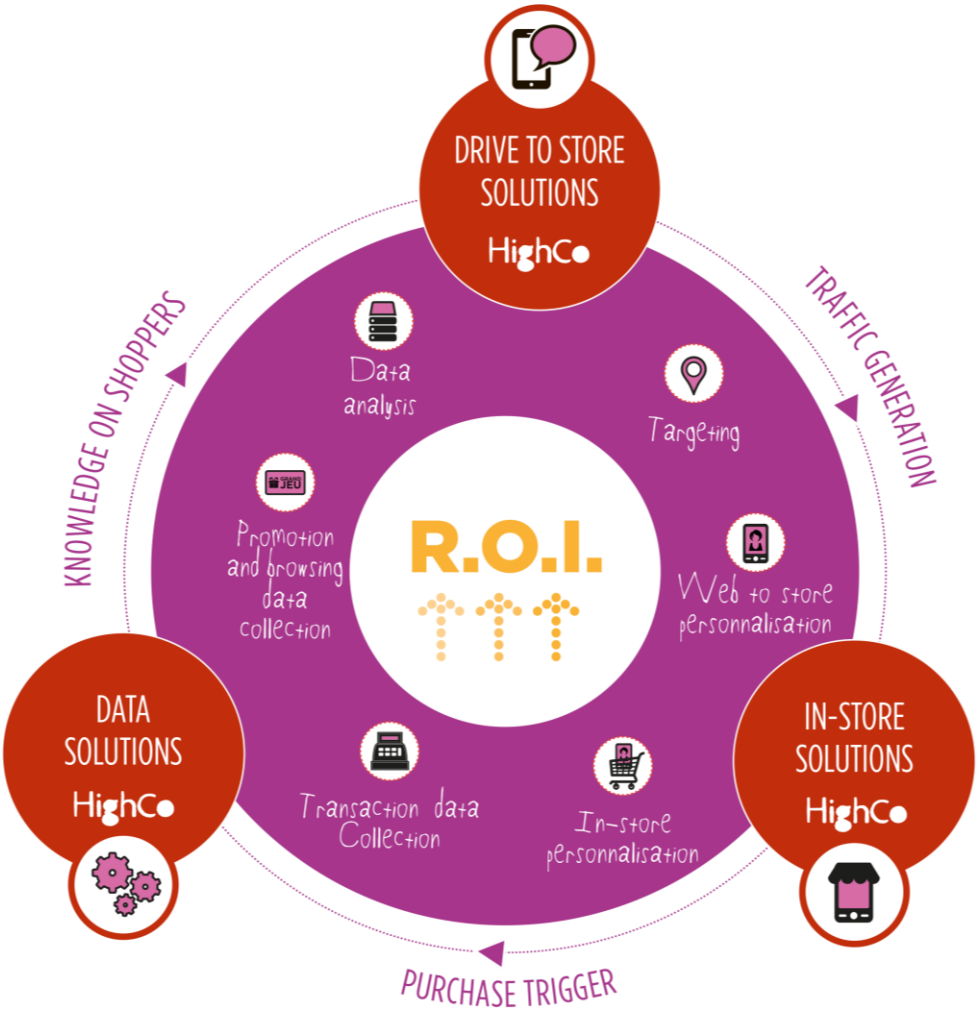 DRIVE TO STORE
SOLUTIONS
HighCo
TRAFFIC GENERATION
KNOWLEDGE ON SHOPPERS
Data
analysis
Targeting
GRAND
JEU
Promotion
and browsing
data
collection
R.O.I.
Web to store
personnalisation
DATA
SOLUTIONS
HighCo
IN-STORE
SOLUTIONS
HighCo
Transaction data
Collection
In-store
personnalisation
PURCHASE TRIGGER